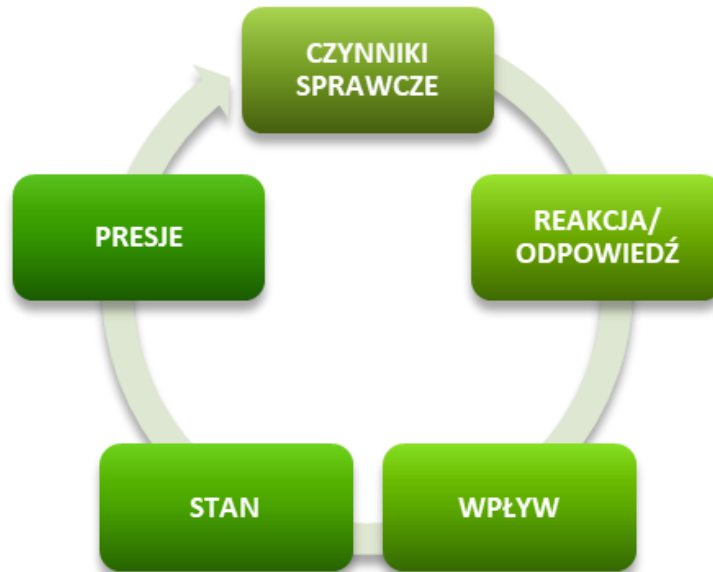 CZYNNIKI
SPRAWCZE
PRESJE
REAKCJA/
ODPOWIEDŹ
STAN
WPŁYW